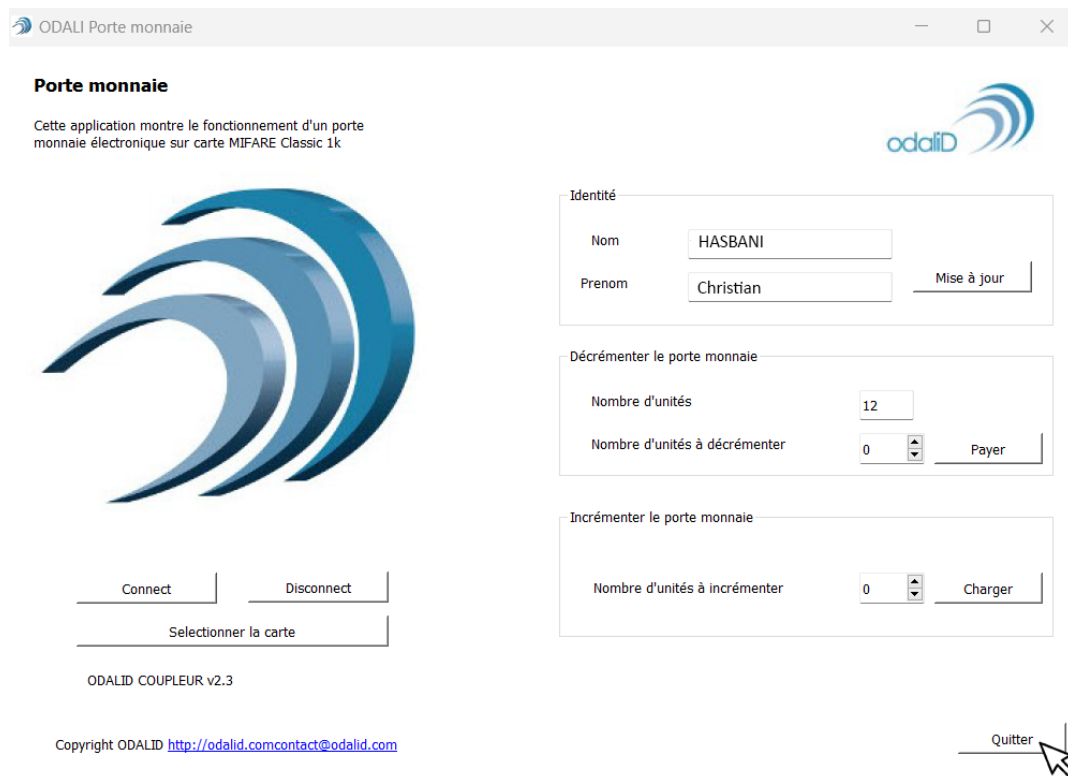 ODALI Porte monnaie
Porte monnaie
Cette application montre le fonctionnement d'un porte
monnaie électronique sur carte MIFARE Classic 1k
odaliD
Identité
Nom
HASBANI
Prenom
Christian
Mise à jour
Décrémenter le porte monnaie
Nombre d'unités
12
Nombre d'unités à décrémenter
0
Payer
Incrémenter le porte monnaie
Nombre d'unités à incrémenter
0
Charger
Connect
Disconnect
Selectionner la carte
ODALID COUPLEUR v2.3
Copyright ODALID http://odalid.comcontact@odalid.com
Quitter